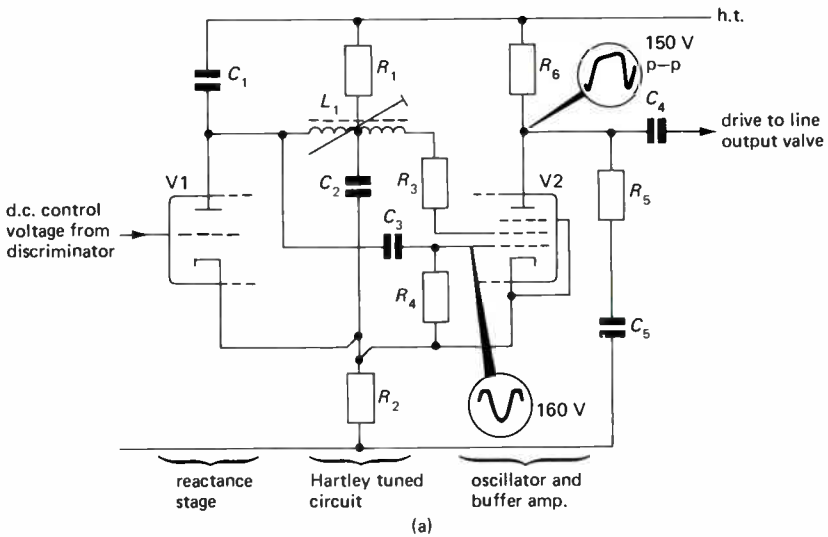 h.t.
150 V
p–p
C1
R1
R6
C4
L1
drive to line
output valve
V1
C2
R3
V2
R5
d.c. control
voltage from
discriminator
C3
R4
C5
R2
160 V
reactance
stage
Hartley tuned
circuit
oscillator and
buffer amp.
(a)